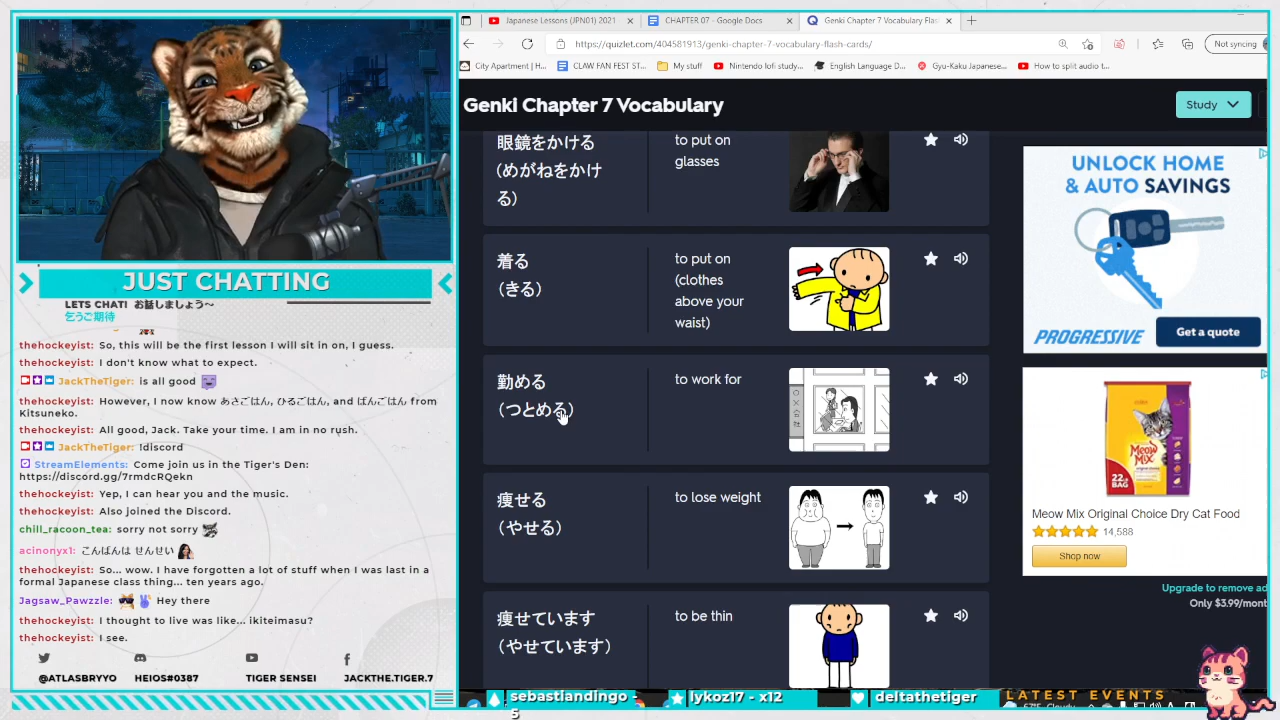 Japanese Lessons (JPN01) 2021
CHAPTER 07 - Google Docs
Genki Chapter 7 Vocabulary Flas
https://quizlet.com/404581913/genki-chapter-7-vocabulary-flash-cards/
Not syncing
City Apartment | H...
CLAW FAN FEST ST...
My stuff
Nintendo lofi study...
English Language D...
Gyu-Kaku Japanese...
How to split audio t...
Genki Chapter 7 Vocabulary
Study
眼鏡をかける
(めがねをかけ
る)
to put on
glasses
着る
(きる)
to put on
(clothes
above your
waist)
勤める
(つとめる)
to work for
痩せる
(やせる)
to lose weight
痩せています
(やせています)
to be thin
UNLOCK HOME
& AUTO SAVINGS
PROGRESSIVE
Get a quote
MEOW MIX
22LB BAG
Meow Mix Original Choice Dry Cat Food
14,588
Shop now
Upgrade to remove ad
Only $3.99/mont
JUST CHATTING
LETS CHAT! お話しましょう〜
乞うご期待
thehockeyist: So, this will be the first lesson I will sit in on, I guess.
thehockeyist: I don't know what to expect.
JackTheTiger: is all good
thehockeyist: However, I now know あさごはん, ひるごはん, and ばんごはん from
Kitsuneko.
thehockeyist: All good, Jack. Take your time. I am in no rush.
JackTheTiger: !discord
StreamElements: Come join us in the Tiger's Den:
https://discord.gg/7rmdcRQekn
thehockeyist: Yep, I can hear you and the music.
thehockeyist: Also joined the Discord.
chill_racoon_tea: sorry not sorry
acinonyx1: こんばんは せんせい
thehockeyist: So... wow. I have forgotten a lot of stuff when I was last in a
formal Japanese class thing... ten years ago.
Jagsaw_Pawzzle: Hey there
thehockeyist: I thought to live was like... ikiteimasu?
thehockeyist: I see.
@ATLASBRYYO
HEIOS#0387
TIGER SENSEI
JACKTHE.TIGER.7
sebastiandingo -
5
lykoz17 - x12
deltathetiger
LATEST EVENTS
57°F Cloudy